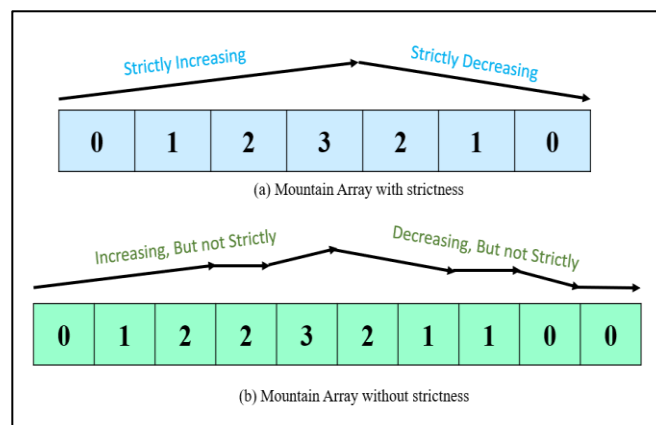 Strictly Increasing
Strictly Decreasing
0 1 2 3 2 1 0
(a) Mountain Array with strictness
Increasing, But not Strictly
Decreasing, But not Strictly
0 1 2 2 3 2 1 1 0 0
(b) Mountain Array without strictness